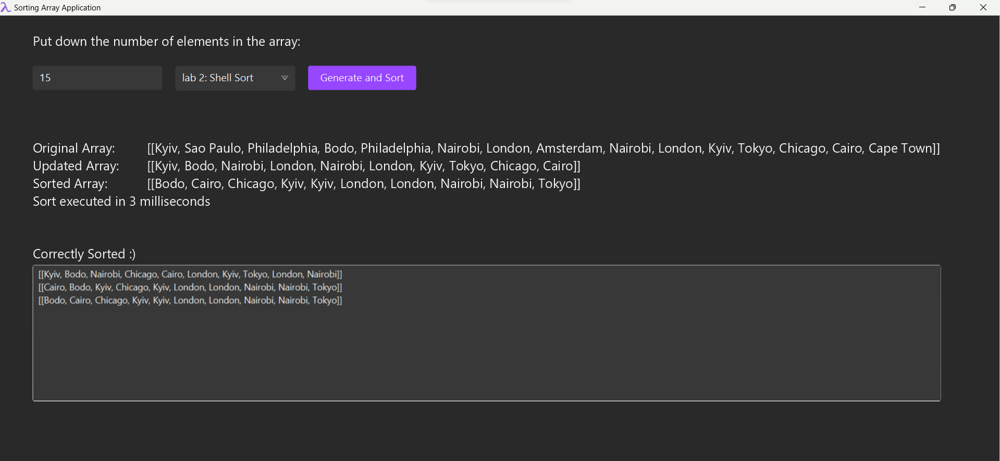 Sorting Array Application
Put down the number of elements in the array:
15 lab 2: Shell Sort Generate and Sort
Original Array: [[Kyiv, Sao Paulo, Philadelphia, Bodo, Philadelphia, Nairobi, London, Amsterdam, Nairobi, London, Kyiv, Tokyo, Chicago, Cairo, Cape Town]]
Updated Array: [[Kyiv, Bodo, Nairobi, London, Nairobi, London, Kyiv, Tokyo, Chicago, Cairo]]
Sorted Array: [[Bodo, Cairo, Chicago, Kyiv, Kyiv, London, London, Nairobi, Nairobi, Tokyo]]
Sort executed in 3 milliseconds
Correctly Sorted :)
[[Kyiv, Bodo, Nairobi, Chicago, Cairo, London, Kyiv, Tokyo, London, Nairobi]]
[[Cairo, Bodo, Kyiv, Chicago, Kyiv, London, London, Nairobi, Nairobi, Tokyo]]
[[Bodo, Cairo, Chicago, Kyiv, Kyiv, London, London, Nairobi, Nairobi, Tokyo]]